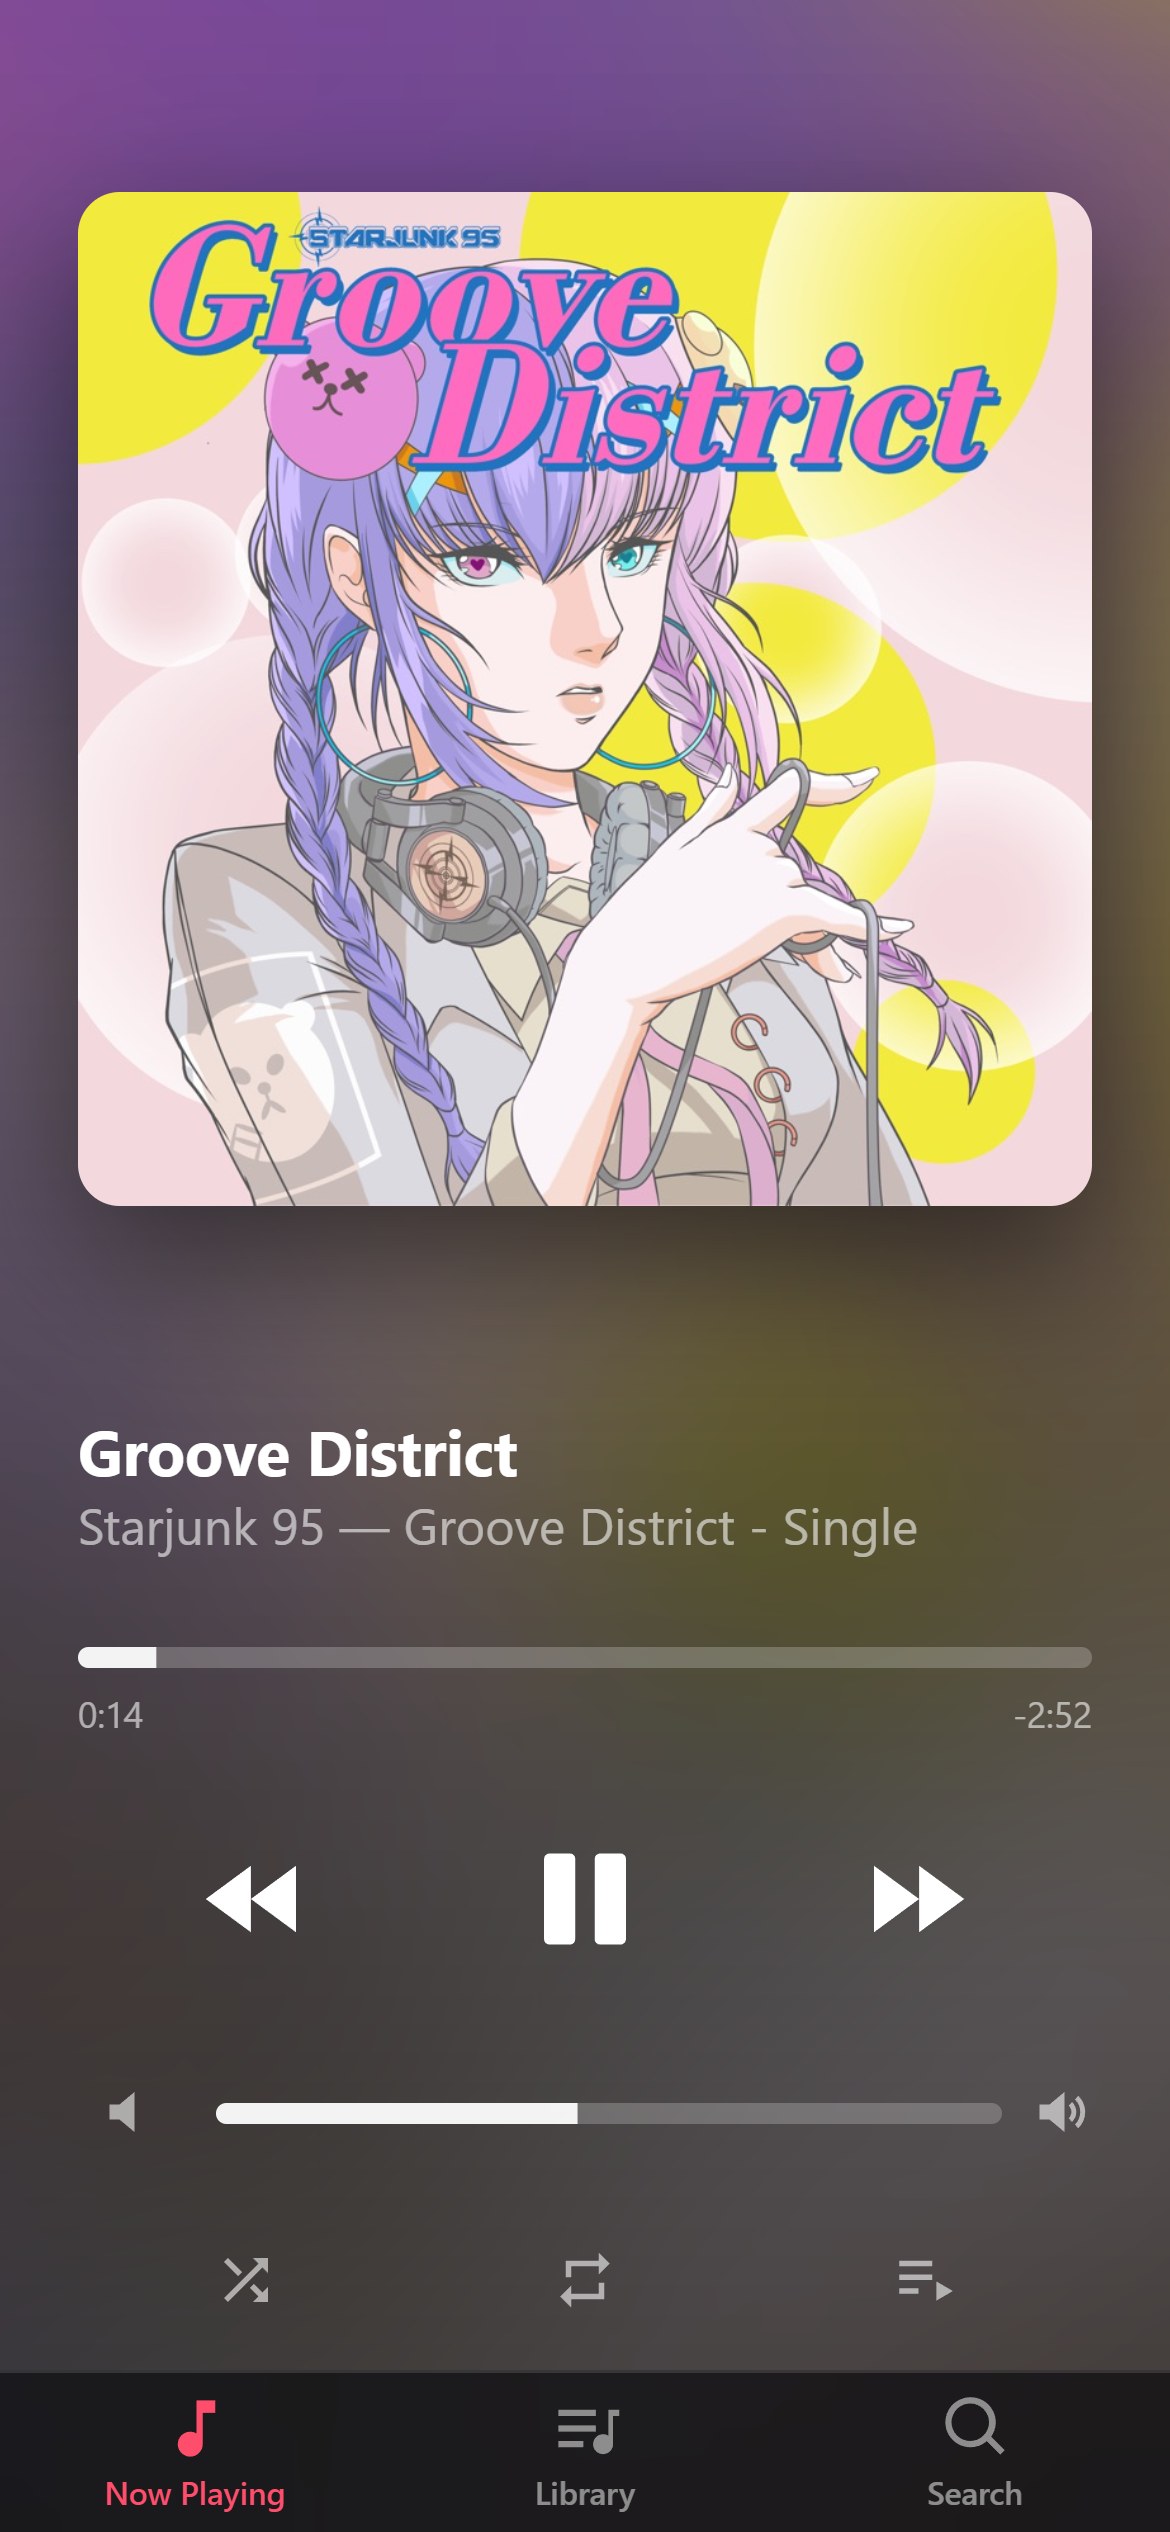 STARJUNK 95
Groove
District
Groove District
Starjunk 95 — Groove District - Single
0:14
-2:52
Now Playing
Library
Search